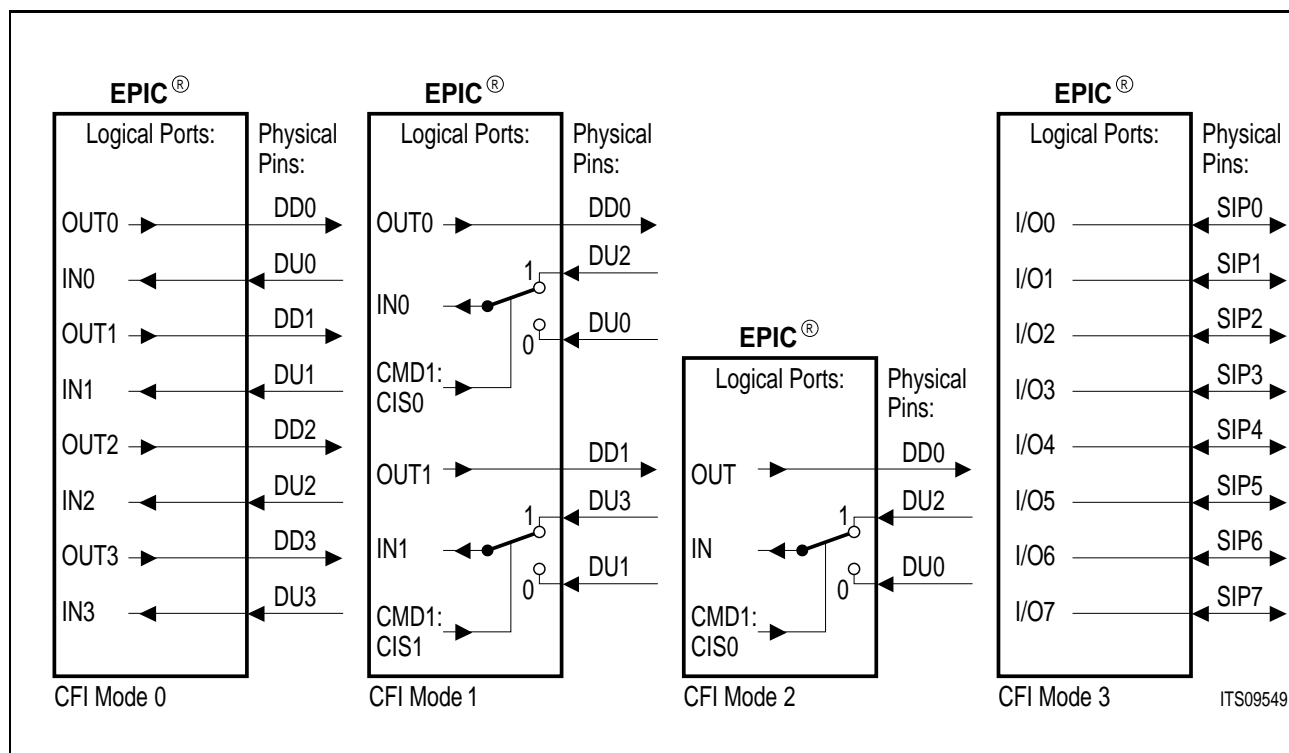 EPIC®
Logical Ports:
Physical
Pins:
OUT0
DD0
IN0
DU0
OUT1
DD1
IN1
DU1
OUT2
DD2
IN2
DU2
OUT3
DD3
IN3
DU3
CFI Mode 0
EPIC®
Logical Ports:
Physical
Pins:
OUT0
DD0
1
DU2
IN0
0
DU0
CMD1:
CIS0
OUT1
DD1
1
DU3
IN1
0
DU1
CMD1:
CIS1
CFI Mode 1
EPIC®
Logical Ports:
Physical
Pins:
OUT
DD0
1
DU2
IN
0
DU0
CMD1:
CIS0
CFI Mode 2
EPIC®
Logical Ports:
Physical
Pins:
I/O0
SIP0
I/O1
SIP1
I/O2
SIP2
I/O3
SIP3
I/O4
SIP4
I/O5
SIP5
I/O6
SIP6
I/O7
SIP7
CFI Mode 3
ITS09549